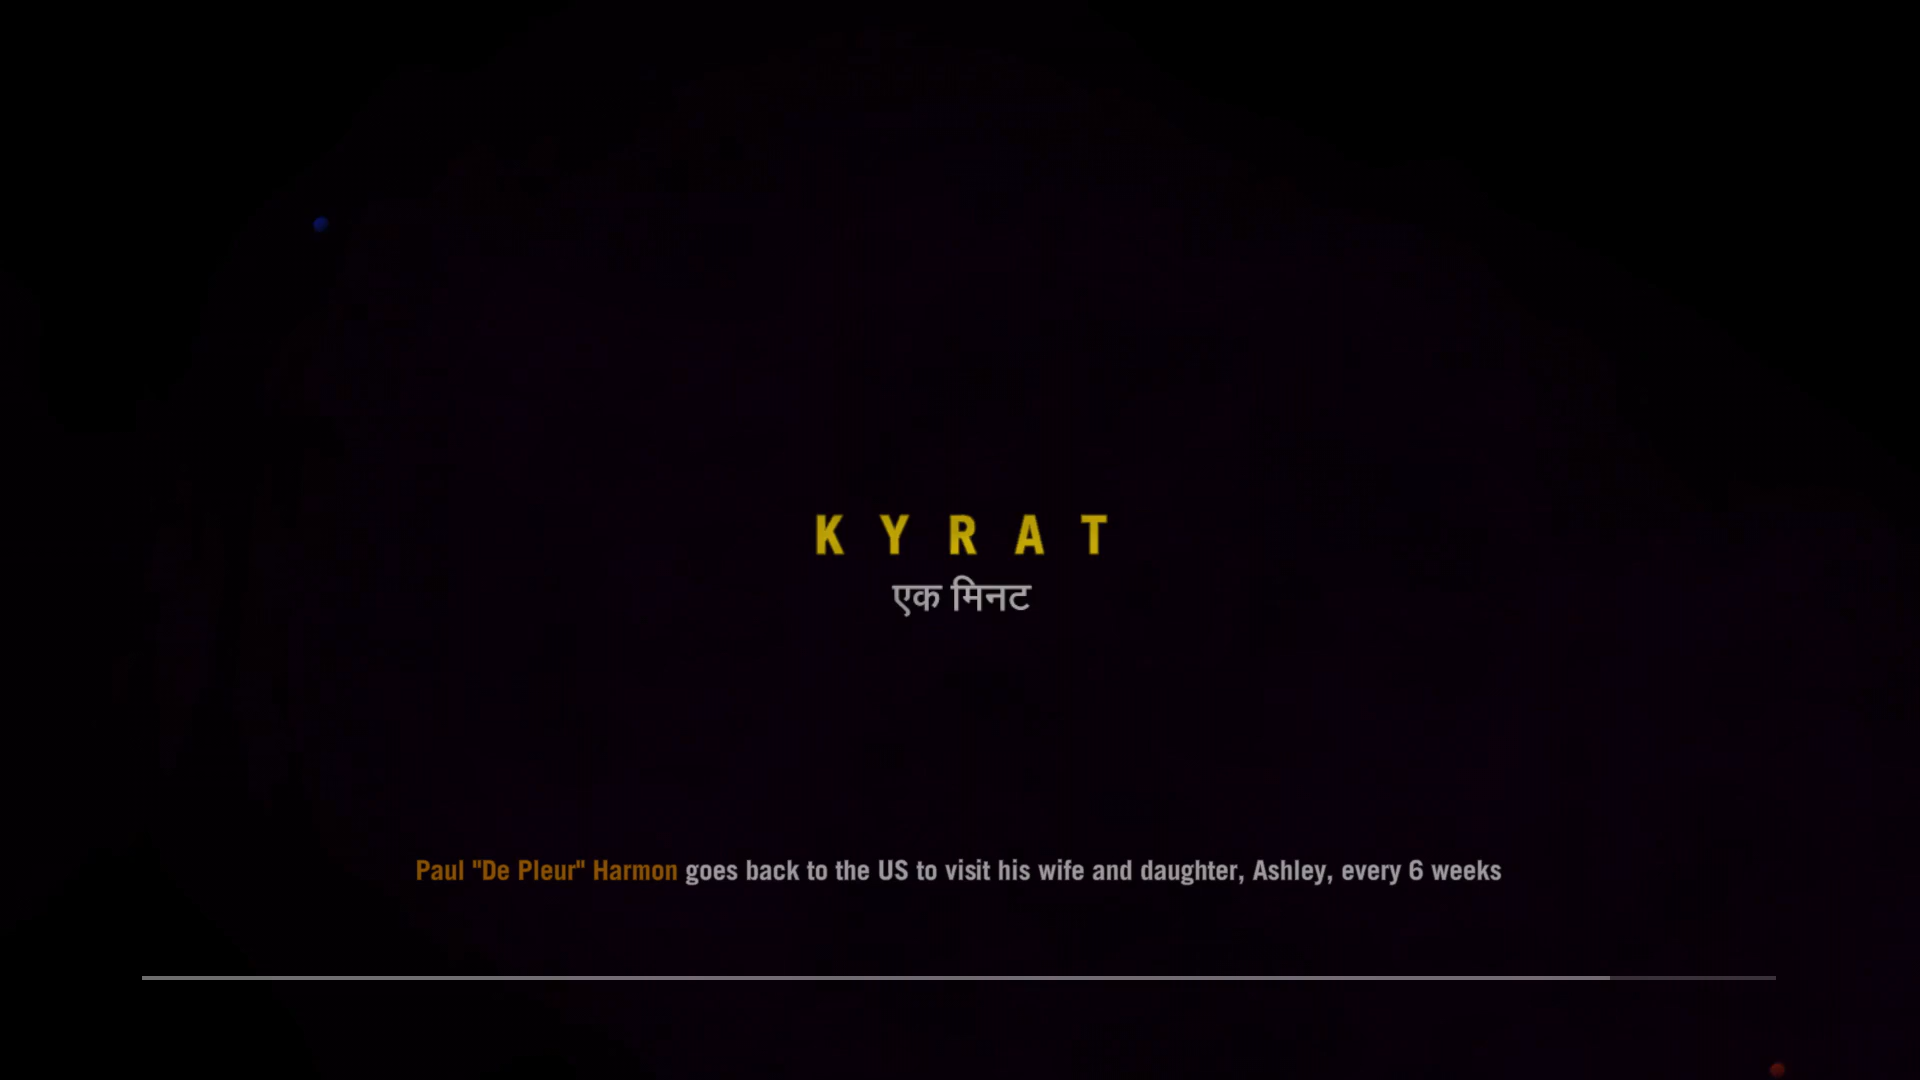 KYRAT
एक मिनट
Paul "De Pleur" Harmon goes back to the US to visit his wife and daughter, Ashley, every 6 weeks